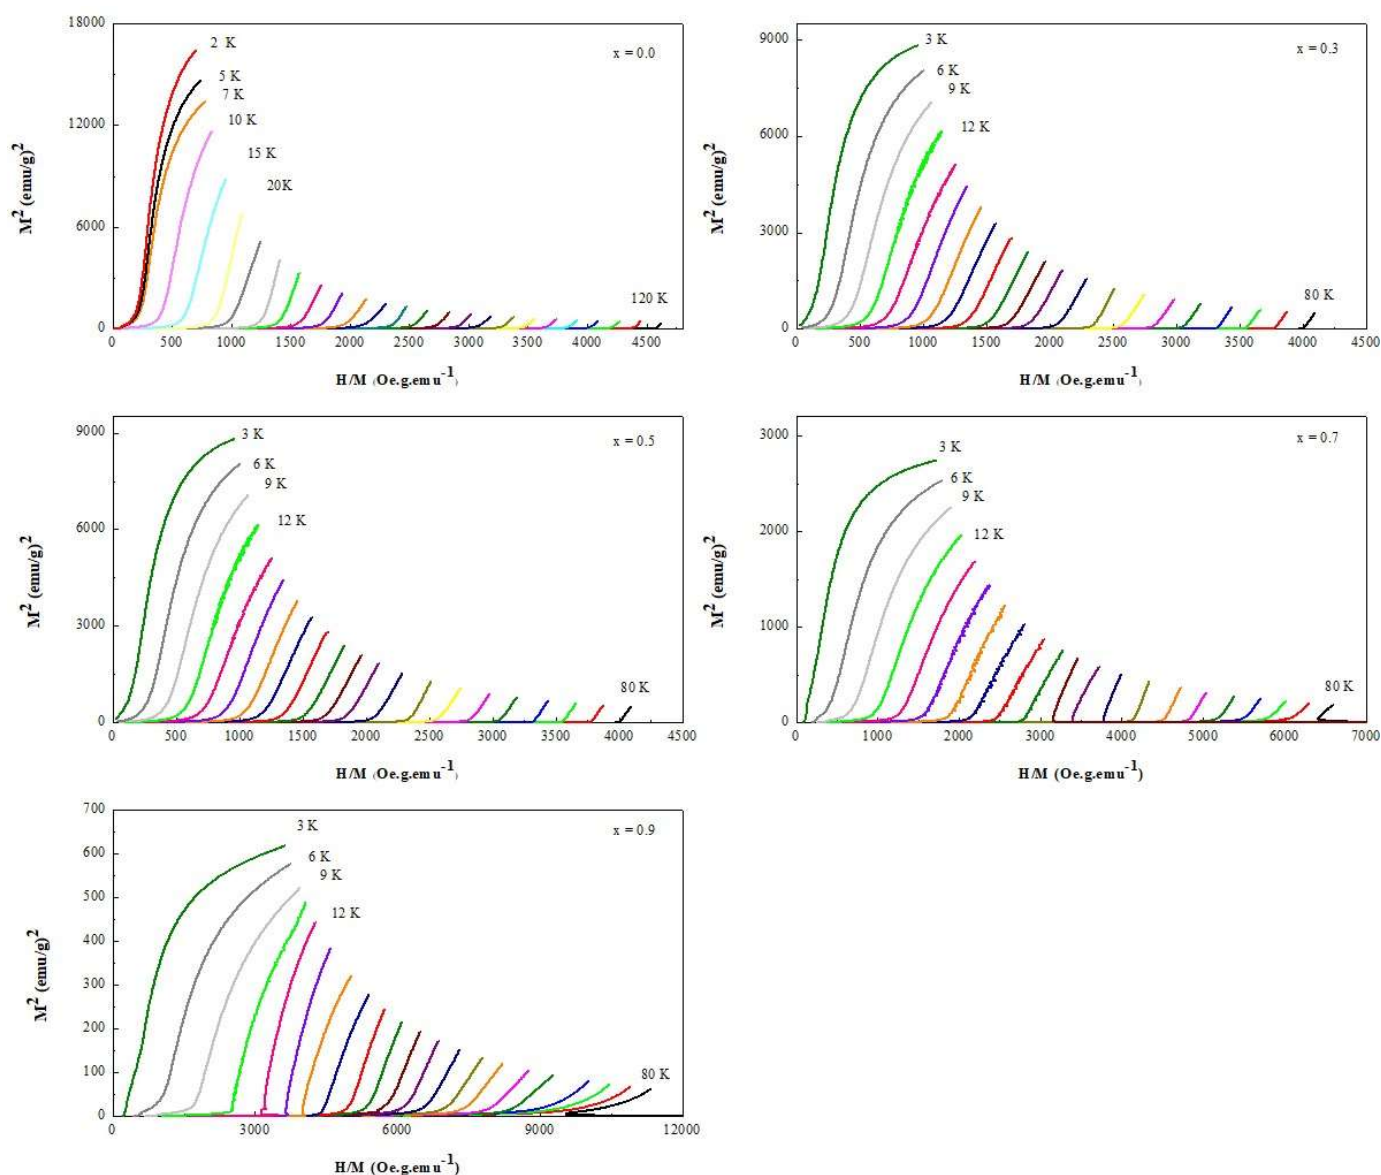 18000
12000
6000
0
M² (emu/g)²
2 K
5 K
7 K
10 K
15 K
20K
120 K
x = 0.0
0 500 1000 1500 2000 2500 3000 3500 4000 4500
H/M (Oe.g.emu⁻¹)
9000
6000
3000
0
M² (emu/g)²
3 K
6 K
9 K
12 K
80 K
x = 0.3
0 500 1000 1500 2000 2500 3000 3500 4000 4500
H/M (Oe.g.emu⁻¹)
9000
6000
3000
0
M² (emu/g)²
3 K
6 K
9 K
12 K
80 K
x = 0.5
0 500 1000 1500 2000 2500 3000 3500 4000 4500
H/M (Oe.g.emu⁻¹)
3000
2000
1000
0
M² (emu/g)²
3 K
6 K
9 K
12 K
80 K
x = 0.7
0 1000 2000 3000 4000 5000 6000 7000
H/M (Oe.g.emu⁻¹)
700
600
500
400
300
200
100
0
M² (emu/g)²
3 K
6 K
9 K
12 K
80 K
x = 0.9
0 3000 6000 9000 12000
H/M (Oe.g.emu⁻¹)